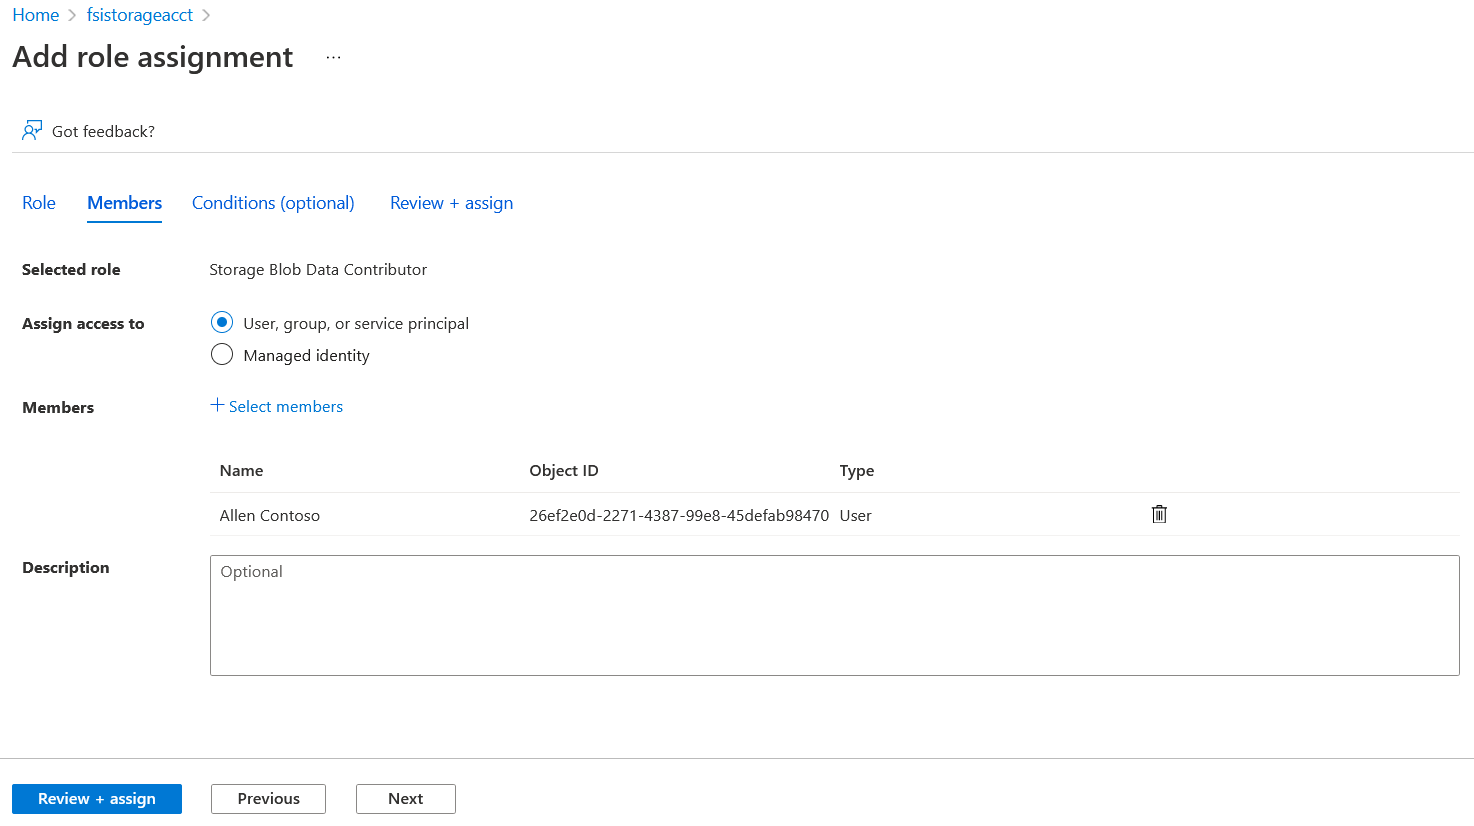 Home > fsistorageacct >
Add role assignment ...
Got feedback?
Role Members Conditions (optional) Review + assign
Selected role Storage Blob Data Contributor
Assign access to User, group, or service principal
Managed identity
Members + Select members
Name Object ID Type
Allen Contoso 26ef2e0d-2271-4387-99e8-45defab98470 User
Description Optional
Review + assign Previous Next